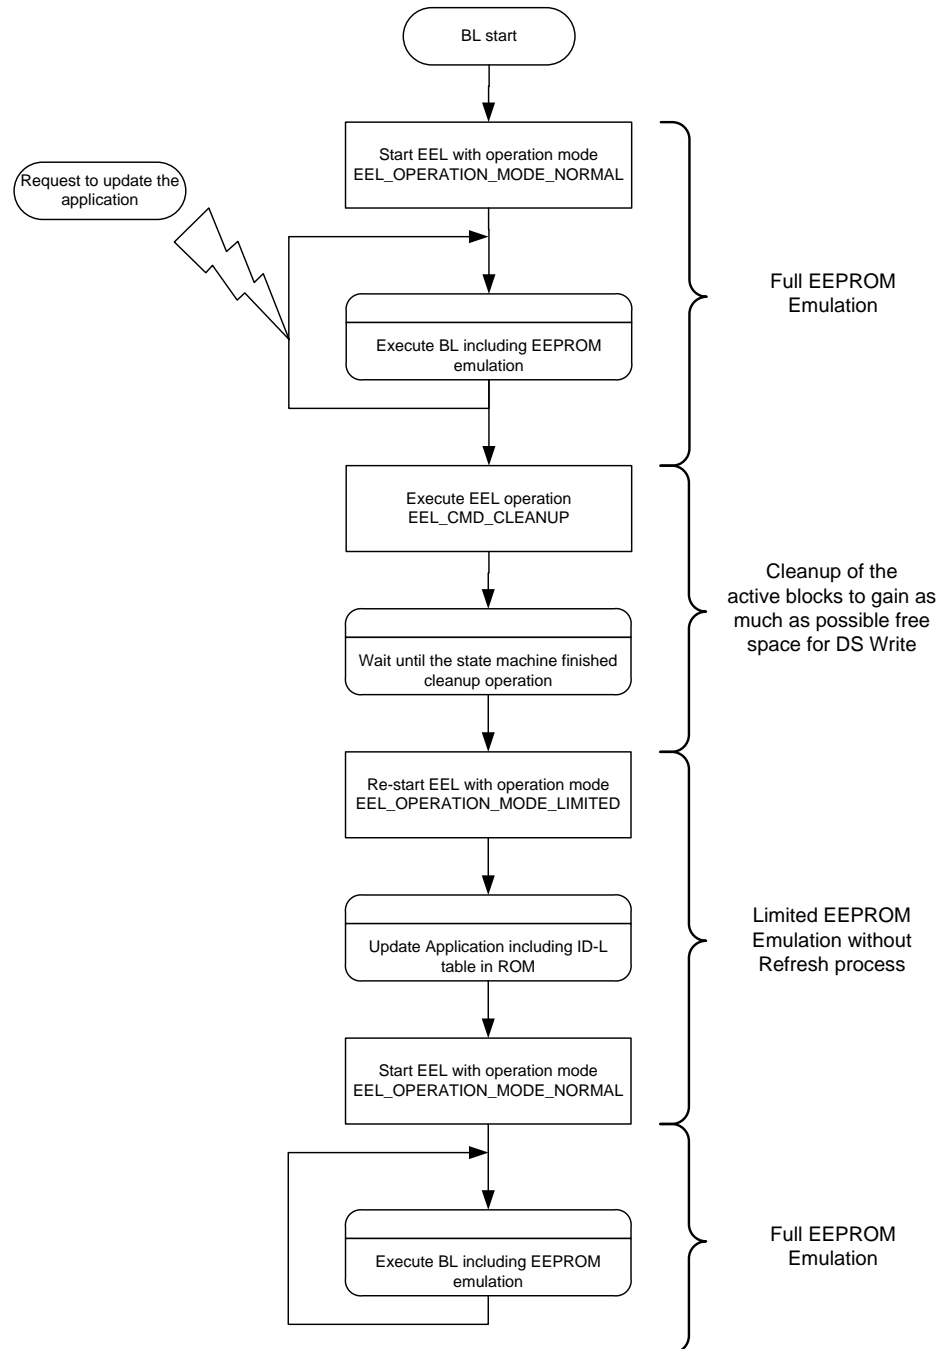 BL start
Start EEL with operation mode
EEL_OPERATION_MODE_NORMAL
Request to update the
application
Full EEPROM
Emulation
Execute BL including EEPROM
emulation
Execute EEL operation
EEL_CMD_CLEANUP
Cleanup of the
active blocks to gain as
much as possible free
space for DS Write
Wait until the state machine finished
cleanup operation
Re-start EEL with operation mode
EEL_OPERATION_MODE_LIMITED
Limited EEPROM
Emulation without
Refresh process
Update Application including ID-L
table in ROM
Start EEL with operation mode
EEL_OPERATION_MODE_NORMAL
Full EEPROM
Emulation
Execute BL including EEPROM
emulation